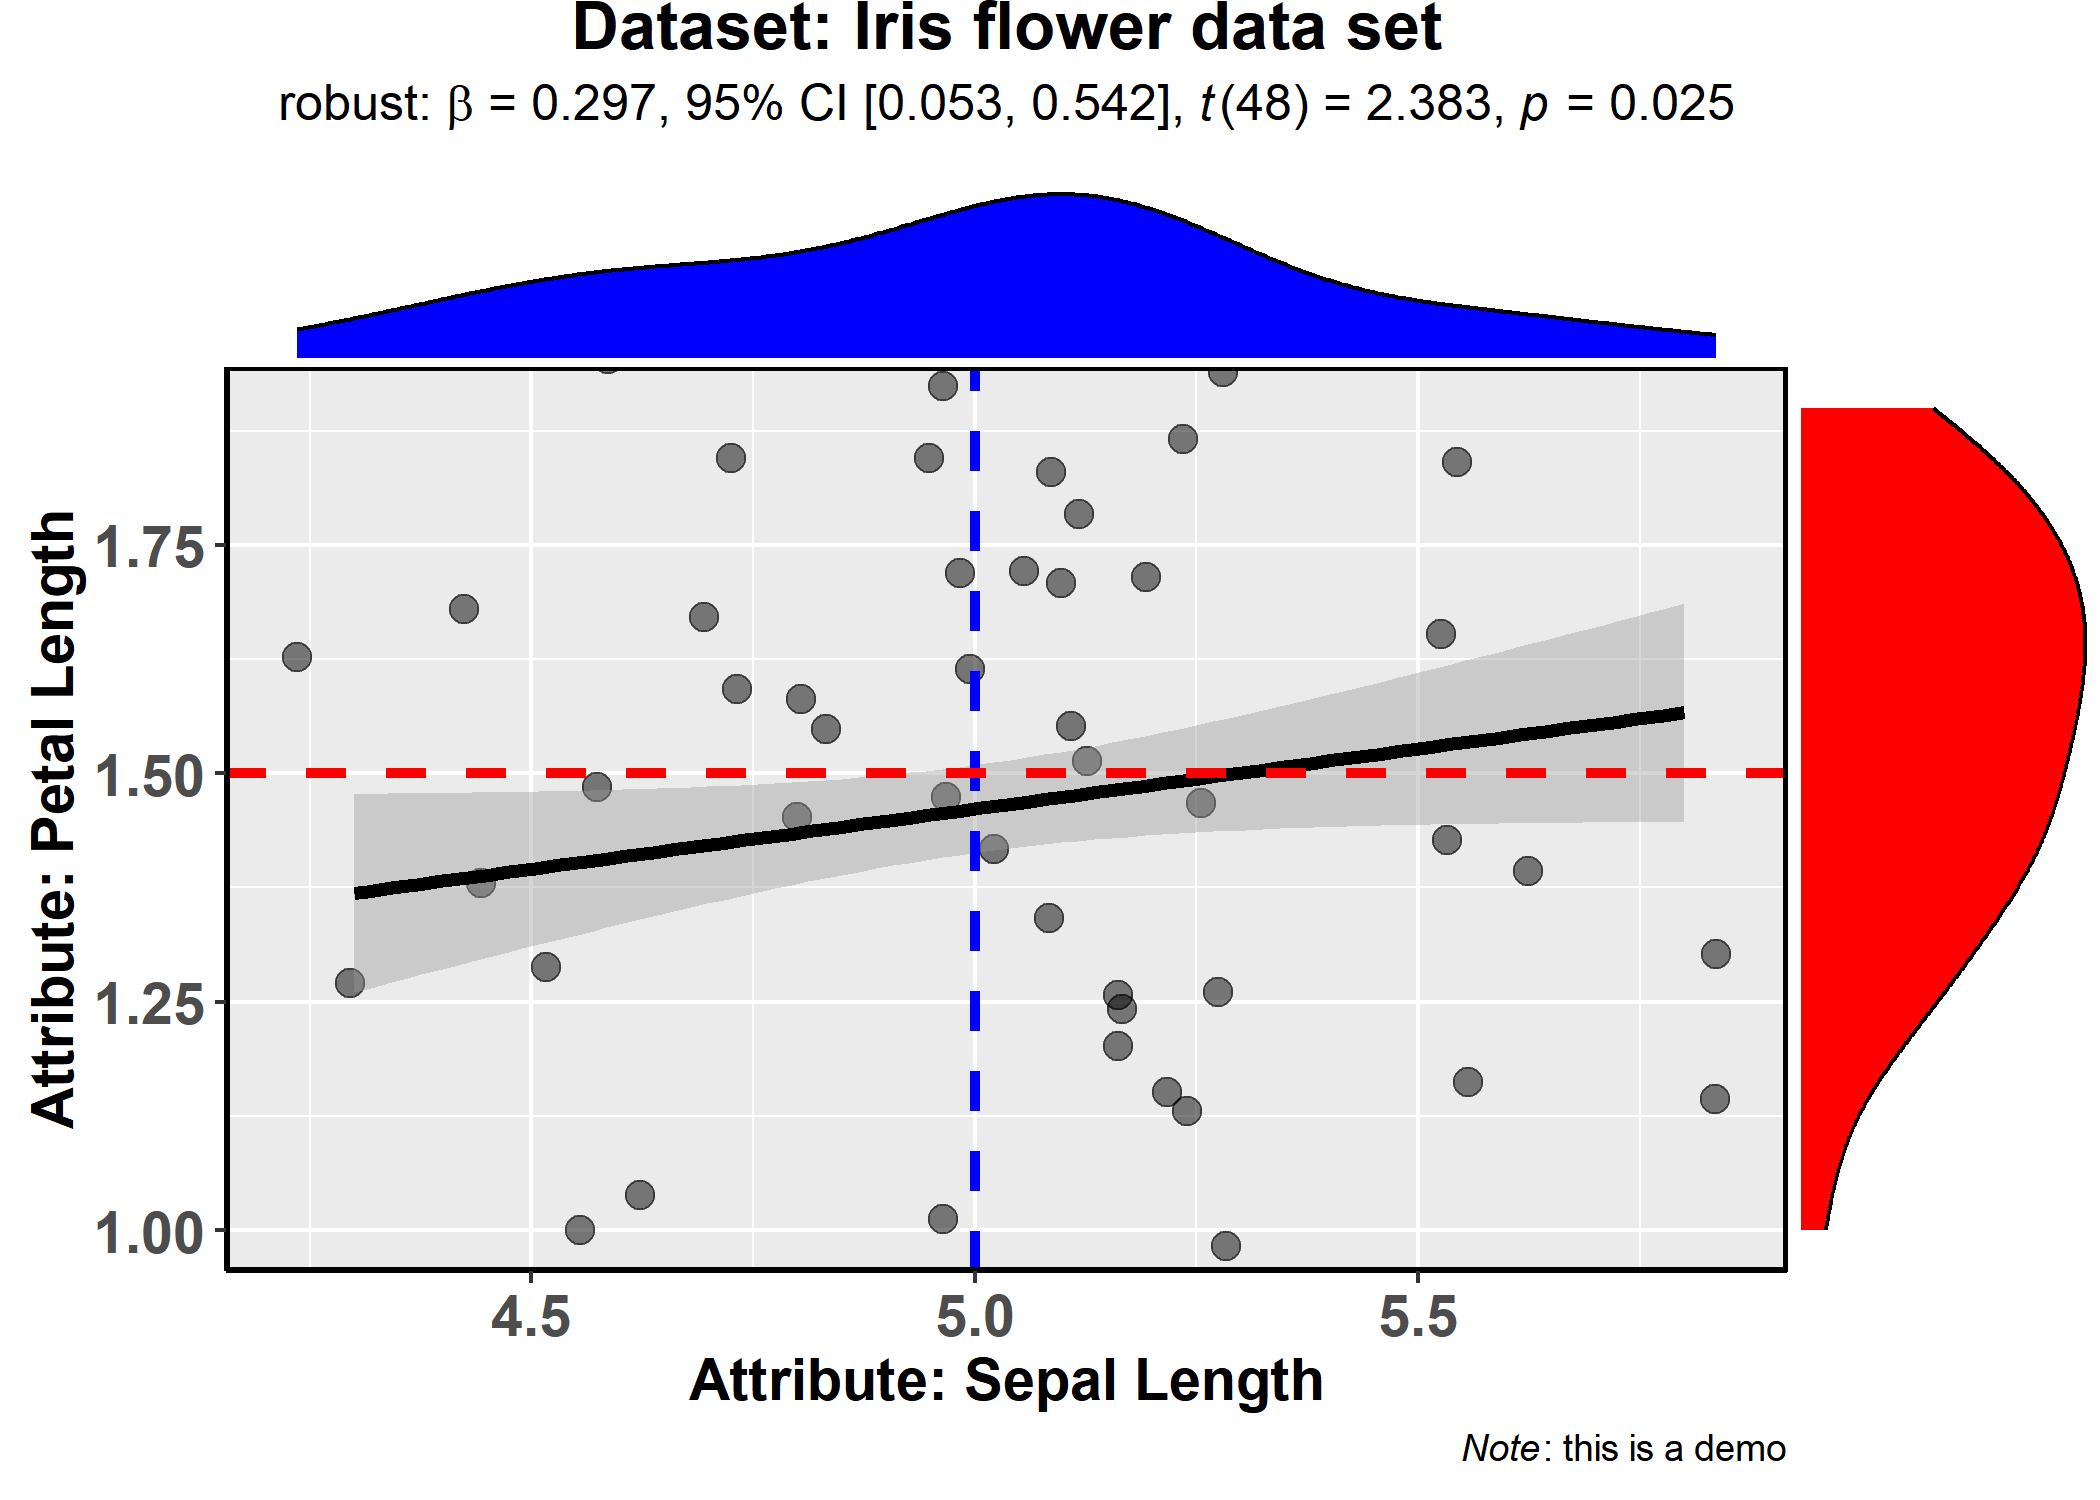 Dataset: Iris flower data set
robust: β = 0.297, 95% CI [0.053, 0.542], t(48) = 2.383, p = 0.025
Attribute: Petal Length
1.75
1.50
1.25
1.00
4.5 5.0 5.5
Attribute: Sepal Length
Note: this is a demo